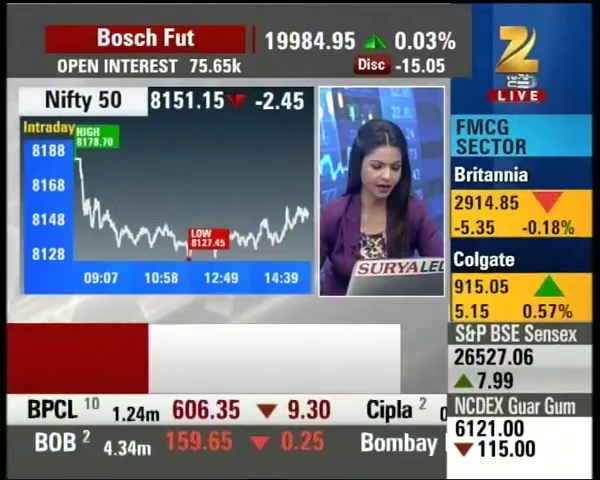 Bosch Fut 19984.95 0.03%
OPEN INTEREST 75.65k Disc -15.05
LIVE
Nifty 50 8151.15 -2.45
Intraday
HIGH
8178.70
8188
8168
8148
8128
LOW
8127.45
09:07 10:58 12:49 14:39
SURYA LED
FMCG
SECTOR
Britannia
2914.85
-5.35 -0.18%
Colgate
915.05
5.15 0.57%
S&P BSE Sensex
26527.06
7.99
NCDEX Guar Gum
6121.00
115.00
BPCL 10 1.24m 606.35 9.30 Cipla 2
BOB 2 4.34m 159.65 0.25 Bombay